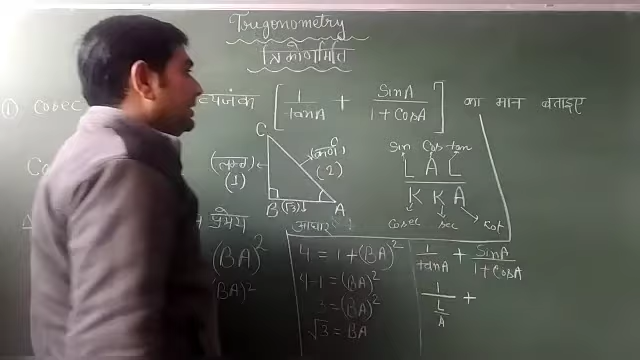 Trigonometry
त्रिकोणमिति
① Cosec व्यंजक [ 1/tanA + SinA/1+CosA ] का मान बताइए
C
(लम्ब) (1)
(कर्ण) (2)
B (√3) A
आधार
Sin Cos tan
L A L
K K A
Cosec sec Cot
प्रमेय
(BA)²
BA)²
4 = 1 + (BA)²
4-1 = (BA)²
3 = (BA)²
√3 = BA
1/tanA + SinA/1+CosA
1/L/A +